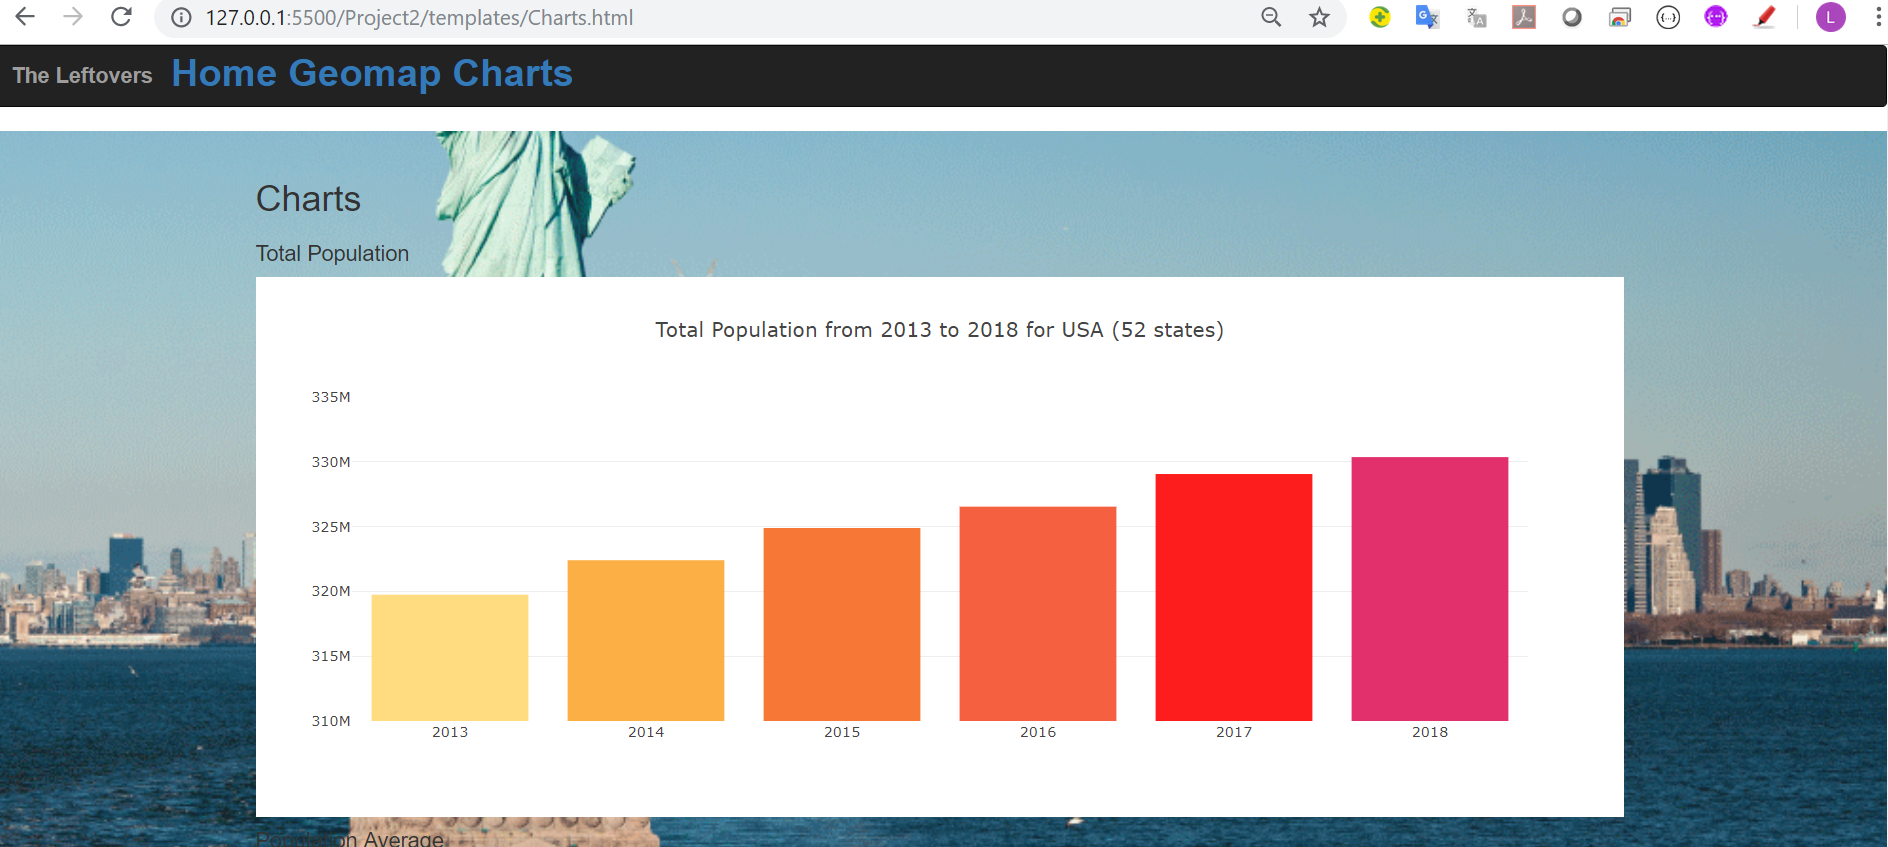 127.0.0.1:5500/Project2/templates/Charts.html
L
The Leftovers Home Geomap Charts
Charts
Total Population
Total Population from 2013 to 2018 for USA (52 states)
335M
330M
325M
320M
315M
310M
2013 2014 2015 2016 2017 2018
Population Average